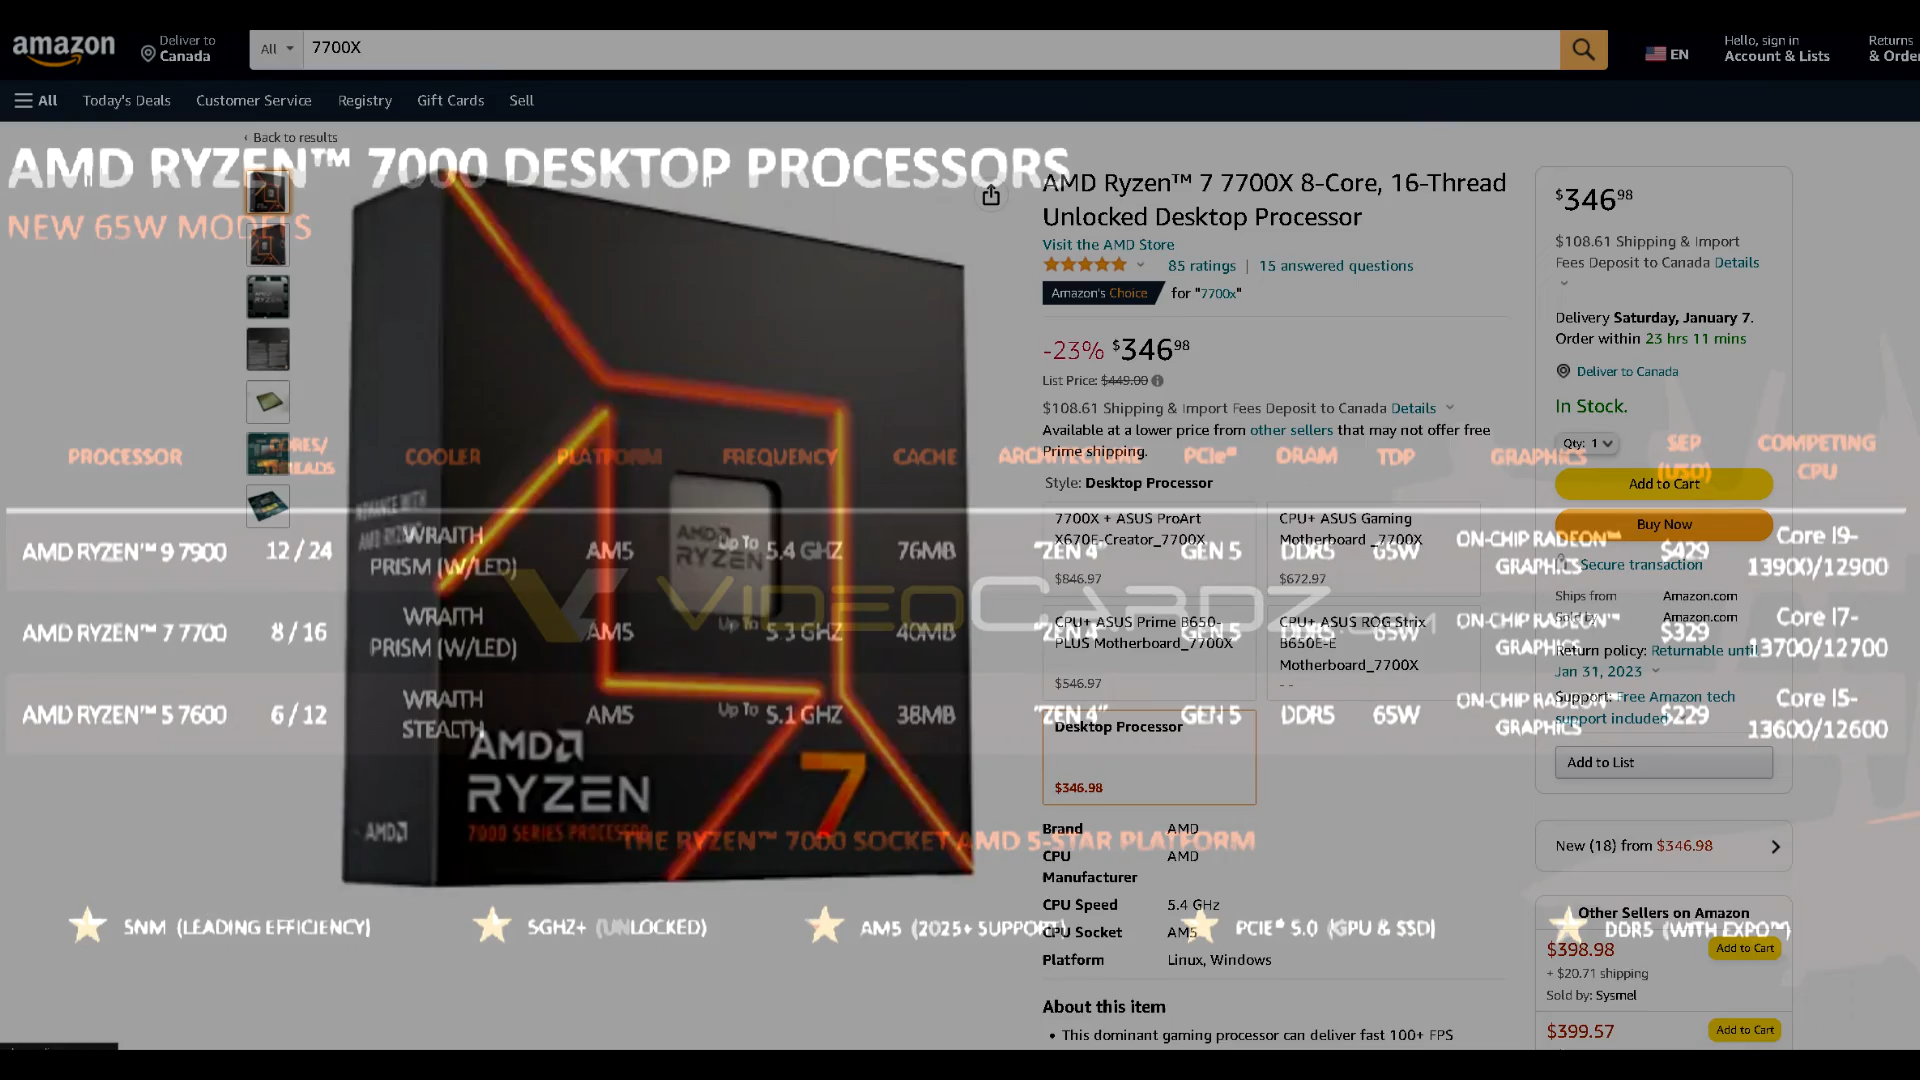 amazon
Deliver to
Canada
All
7700X
EN
Hello, sign in
Account & Lists
Returns
& Order
All
Today's Deals
Customer Service
Registry
Gift Cards
Sell
‹ Back to results
AMD RYZEN™ 7000 DESKTOP PROCESSORS
NEW 65W MODELS
AMD Ryzen™ 7 7700X 8-Core, 16-Thread
Unlocked Desktop Processor
Visit the AMD Store
85 ratings | 15 answered questions
Amazon's Choice for "7700x"
-23% $346.98
List Price: $449.00
$108.61 Shipping & Import Fees Deposit to Canada Details
Available at a lower price from other sellers that may not offer free
Prime shipping.
Style: Desktop Processor
7700X + ASUS ProArt
X670E-Creator_7700X
$846.97
CPU+ ASUS Gaming
Motherboard _7700X
$672.97
CPU+ ASUS Prime B650-
PLUS Motherboard_7700X
$546.97
CPU+ ASUS ROG Strix
B650E-E
Motherboard_7700X
- -
Desktop Processor
$346.98
Brand AMD
CPU AMD
Manufacturer
CPU Speed 5.4 GHz
CPU Socket AM5
Platform Linux, Windows
About this item
• This dominant gaming processor can deliver fast 100+ FPS
$346.98
$108.61 Shipping & Import
Fees Deposit to Canada Details
Delivery Saturday, January 7.
Order within 23 hrs 11 mins
Deliver to Canada
In Stock.
Qty: 1
Add to Cart
Buy Now
Secure transaction
Ships from Amazon.com
Sold by Amazon.com
Return policy: Returnable until
Jan 31, 2023
Support: Free Amazon tech
support included
Add to List
New (18) from $346.98
Other Sellers on Amazon
$398.98
Add to Cart
+ $20.71 shipping
Sold by: Sysmel
$399.57
Add to Cart
PROCESSOR CORES/THREADS COOLER PLATFORM FREQUENCY CACHE ARCHITECTURE PCIe® DRAM TDP GRAPHICS SEP (USD) COMPETING CPU
AMD RYZEN™ 9 7900 12 / 24 WRAITH PRISM (W/LED) AM5 Up To 5.4 GHZ 76MB "ZEN 4" GEN 5 DDR5 65W ON-CHIP RADEON™ GRAPHICS $429 Core I9-13900/12900
AMD RYZEN™ 7 7700 8 / 16 WRAITH PRISM (W/LED) AM5 Up To 5.3 GHZ 40MB "ZEN 4" GEN 5 DDR5 65W ON-CHIP RADEON™ GRAPHICS $329 Core I7-13700/12700
AMD RYZEN™ 5 7600 6 / 12 WRAITH STEALTH AM5 Up To 5.1 GHZ 38MB "ZEN 4" GEN 5 DDR5 65W ON-CHIP RADEON™ GRAPHICS $229 Core I5-13600/12600
VIDEOCARDZ.COM
ADVANCE WITH
AMD RYZEN
AMD
RYZEN
AMD
RYZEN
7000 SERIES PROCESSOR
7
AMD
THE RYZEN™ 7000 SOCKET AMD 5-STAR PLATFORM
5NM (LEADING EFFICIENCY)
5GHZ+ (UNLOCKED)
AM5 (2025+ SUPPORT)
PCIE® 5.0 (GPU & SSD)
DDR5 (WITH EXPO™)